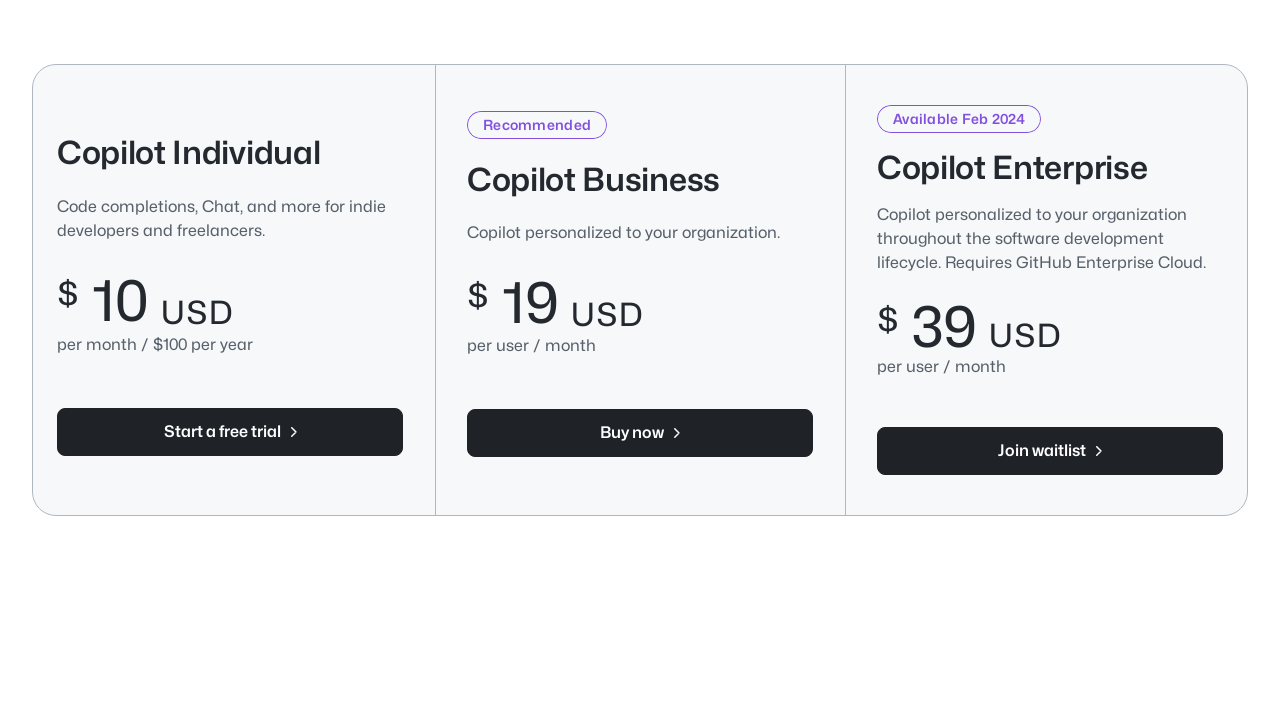 Copilot Individual
Code completions, Chat, and more for indie
developers and freelancers.
$ 10 USD
per month / $100 per year
Start a free trial
Recommended
Copilot Business
Copilot personalized to your organization.
$ 19 USD
per user / month
Buy now
Available Feb 2024
Copilot Enterprise
Copilot personalized to your organization
throughout the software development
lifecycle. Requires GitHub Enterprise Cloud.
$ 39 USD
per user / month
Join waitlist